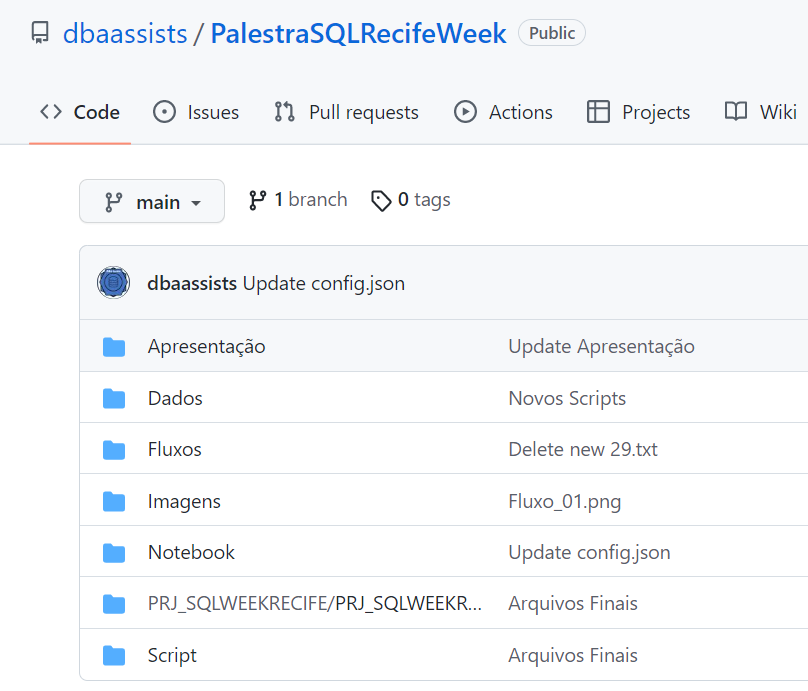 dbaassists / PalestraSQLRecifeWeek Public
Code Issues Pull requests Actions Projects Wiki
main 1 branch 0 tags
dbaassists Update config.json
Apresentação Update Apresentação
Dados Novos Scripts
Fluxos Delete new 29.txt
Imagens Fluxo_01.png
Notebook Update config.json
PRJ_SQLWEEKRECIFE/PRJ_SQLWEEKR... Arquivos Finais
Script Arquivos Finais